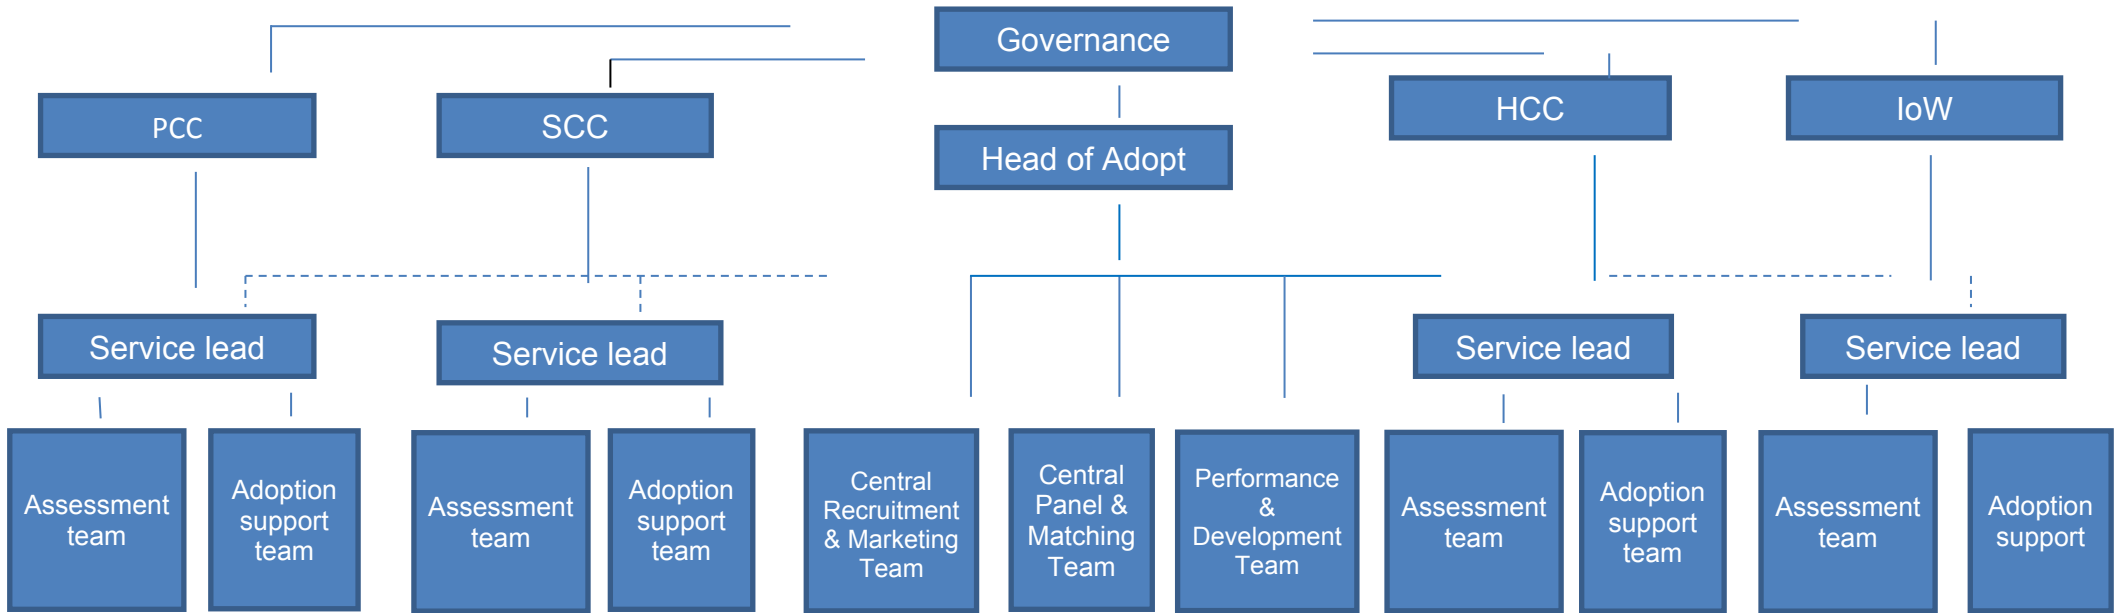 Governance
PCC
SCC
Head of Adopt
HCC
IoW
Service lead
Service lead
Service lead
Service lead
Assessment
team
Adoption
support
team
Assessment
team
Adoption
support
team
Central
Recruitment
& Marketing
Team
Central
Panel &
Matching
Team
Performance
&
Development
Team
Assessment
team
Adoption
support
team
Assessment
team
Adoption
support